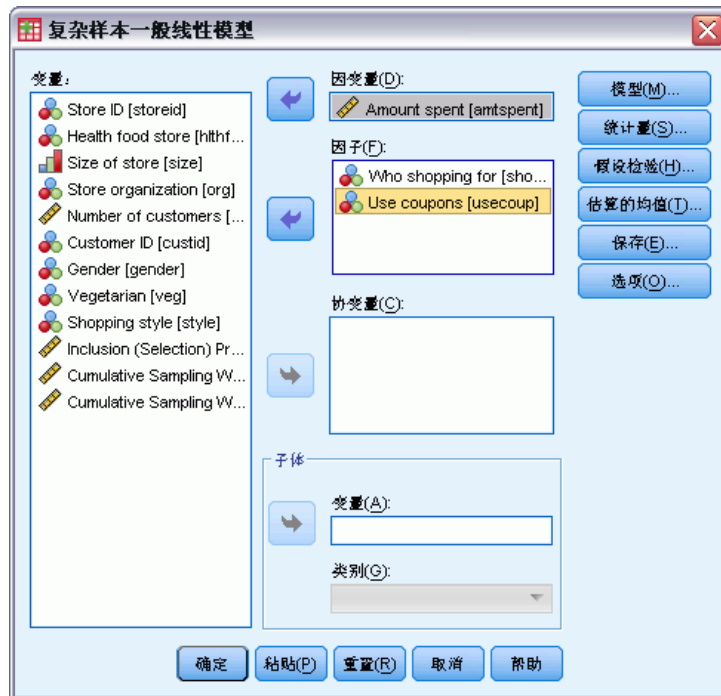 复杂样本一般线性模型
变量:
Store ID [storeid]
Health food store [hlthf...
Size of store [size]
Store organization [org]
Number of customers [...
Customer ID [custid]
Gender [gender]
Vegetarian [veg]
Shopping style [style]
Inclusion (Selection) Pr...
Cumulative Sampling W...
Cumulative Sampling W...
因变量(D):
Amount spent [amtspent]
因子(F):
Who shopping for [sho...
Use coupons [usecoup]
协变量(C):
子体
变量(A):
类别(G):
模型(M)...
统计量(S)...
假设检验(H)...
估算的均值(T)...
保存(E)...
选项(O)...
确定 粘贴(P) 重置(R) 取消 帮助